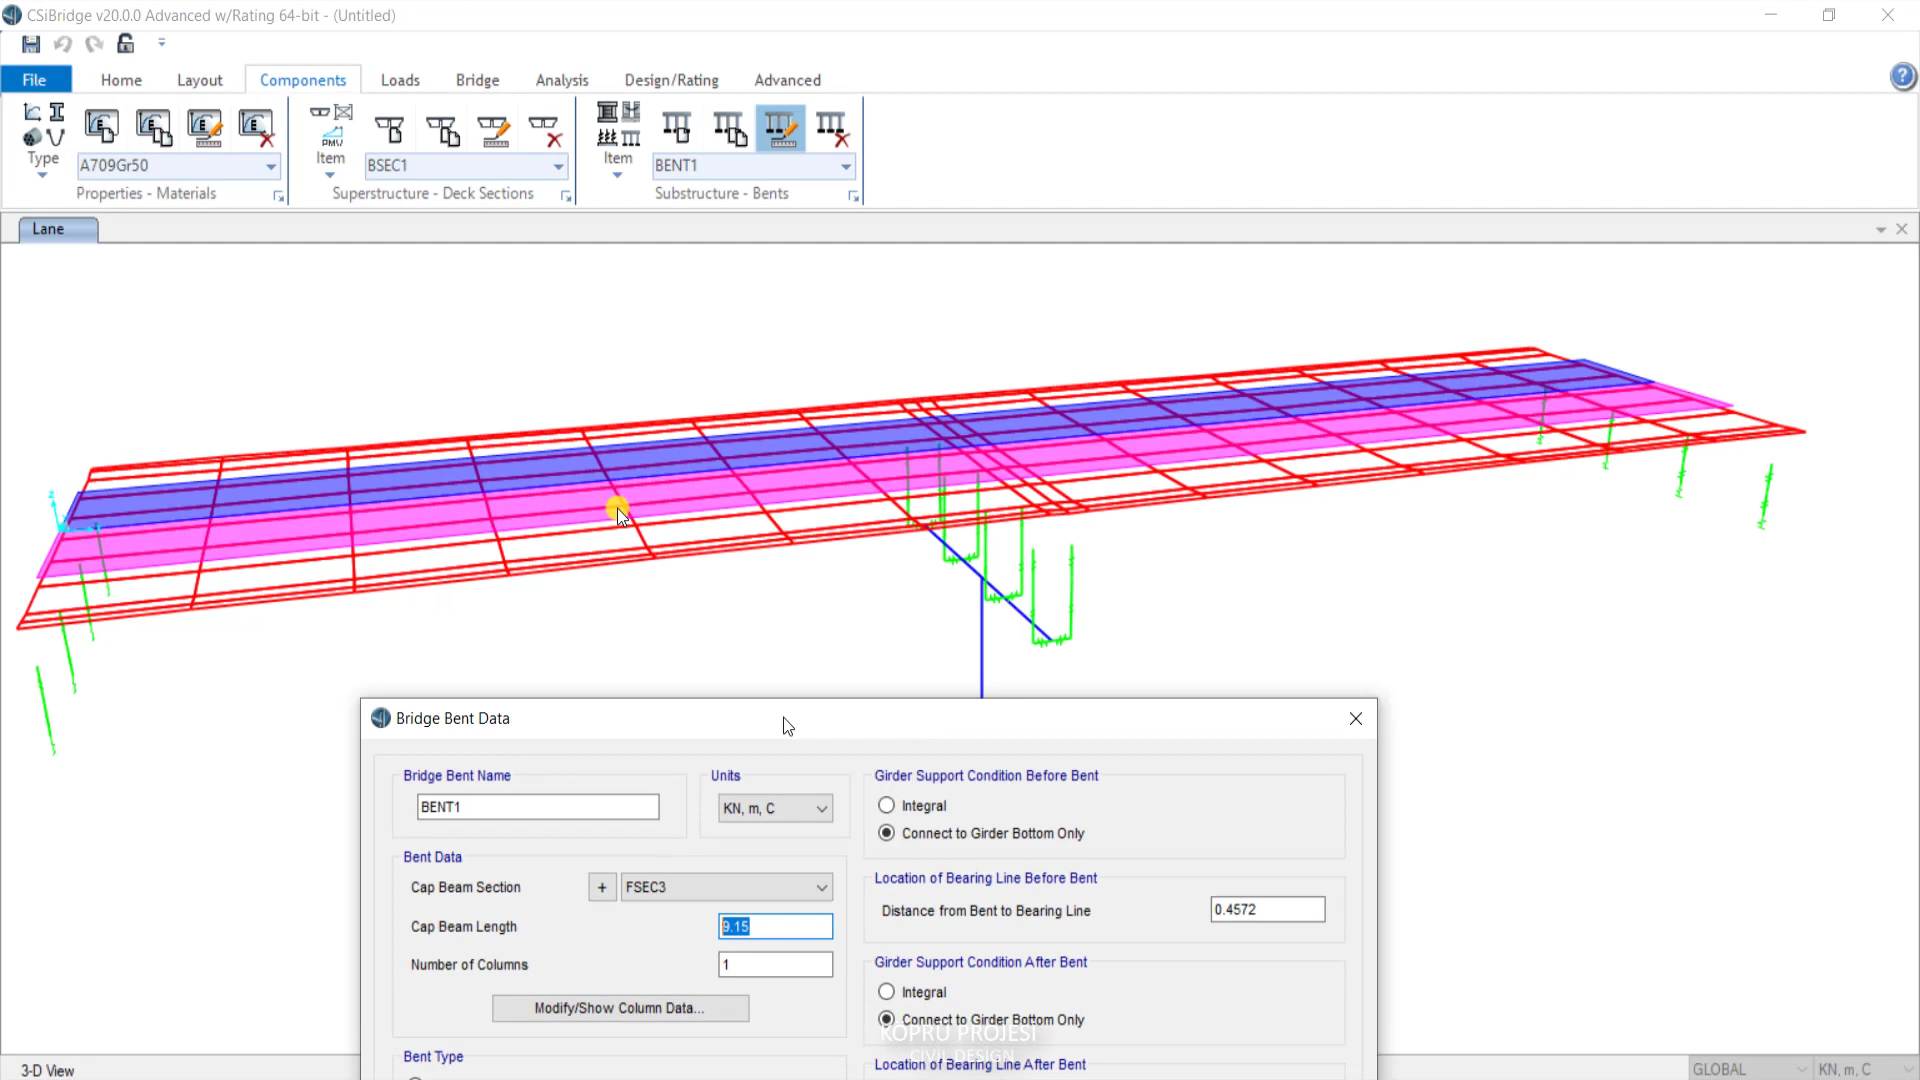 CSiBridge v20.0.0 Advanced w/Rating 64-bit - (Untitled)
File Home Layout Components Loads Bridge Analysis Design/Rating Advanced
Type
A709Gr50
Properties - Materials
PMV
Item
BSEC1
Superstructure - Deck Sections
Item
BENT1
Substructure - Bents
Lane
z
Bridge Bent Data
Bridge Bent Name
BENT1
Units
KN, m, C
Bent Data
Cap Beam Section + FSEC3
Cap Beam Length 9.15
Number of Columns 1
Modify/Show Column Data...
Bent Type
Girder Support Condition Before Bent
Integral
Connect to Girder Bottom Only
Location of Bearing Line Before Bent
Distance from Bent to Bearing Line 0.4572
Girder Support Condition After Bent
Integral
Connect to Girder Bottom Only
KOPRU PROJESI
CIVIL DESIGN
Location of Bearing Line After Bent
3-D View
GLOBAL KN, m, C